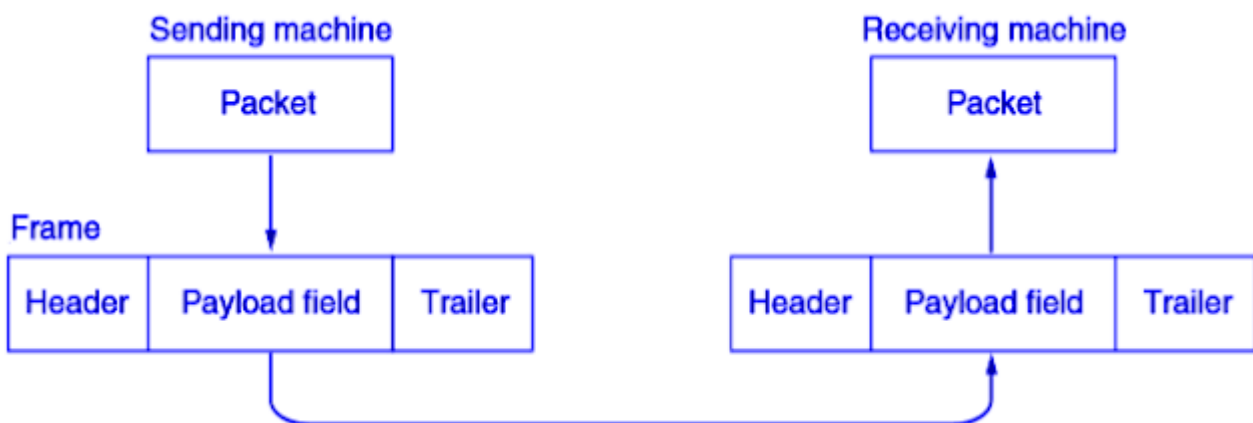 Sending machine
Receiving machine
Packet
Packet
Frame
Header
Payload field
Trailer
Header
Payload field
Trailer